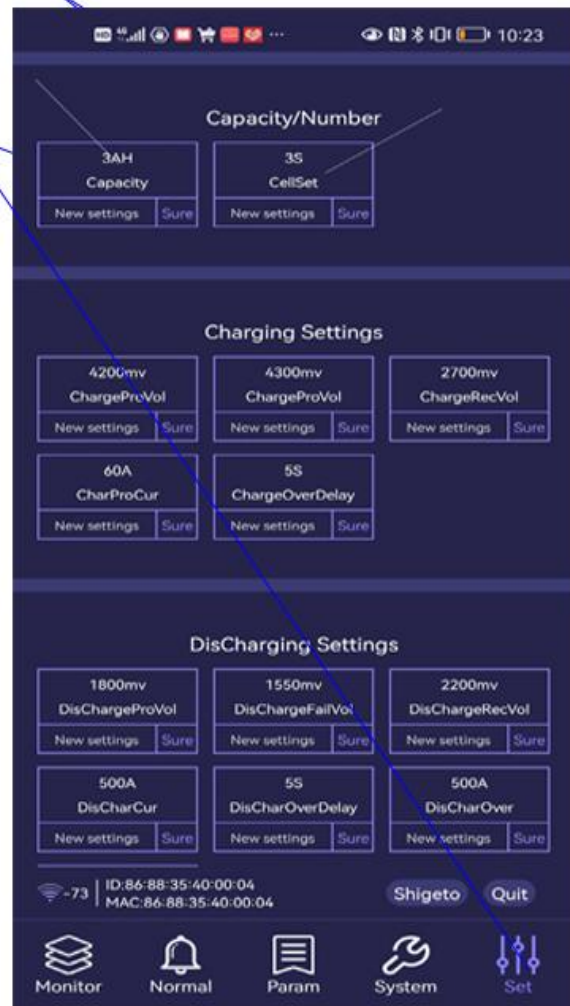 HD 4G 10:23
Capacity/Number
3AH 3S
Capacity CellSet
New settings Sure New settings Sure
Charging Settings
4200mv 4300mv 2700mv
ChargeProVol ChargeProVol ChargeRecVol
New settings Sure New settings Sure New settings Sure
60A 5S
CharProCur ChargeOverDelay
New settings Sure New settings Sure
DisCharging Settings
1800mv 1550mv 2200mv
DisChargeProVol DisChargeFailVol DisChargeRecVol
New settings Sure New settings Sure New settings Sure
500A 5S 500A
DisCharCur DisCharOverDelay DisCharOver
New settings Sure New settings Sure New settings Sure
-73 ID:86:88:35:40:00:04 Shigeto Quit
MAC:86:88:35:40:00:04
Monitor Normal Param System Set